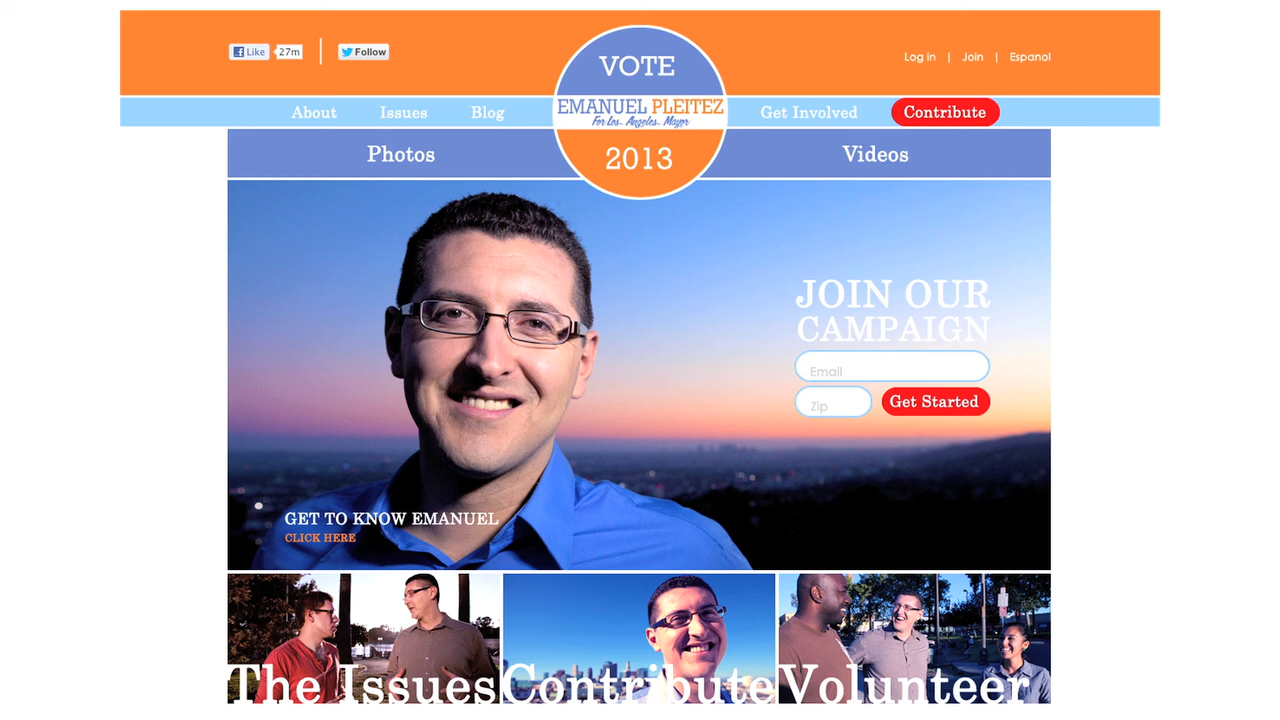 Like 27m Follow
Log in | Join | Espanol
VOTE
EMANUEL PLEITEZ
For Los Angeles Mayor
2013
About Issues Blog
Get Involved Contribute
Photos Videos
JOIN OUR
CAMPAIGN
Email
Zip Get Started
GET TO KNOW EMANUEL
CLICK HERE
The Issues Contribute Volunteer